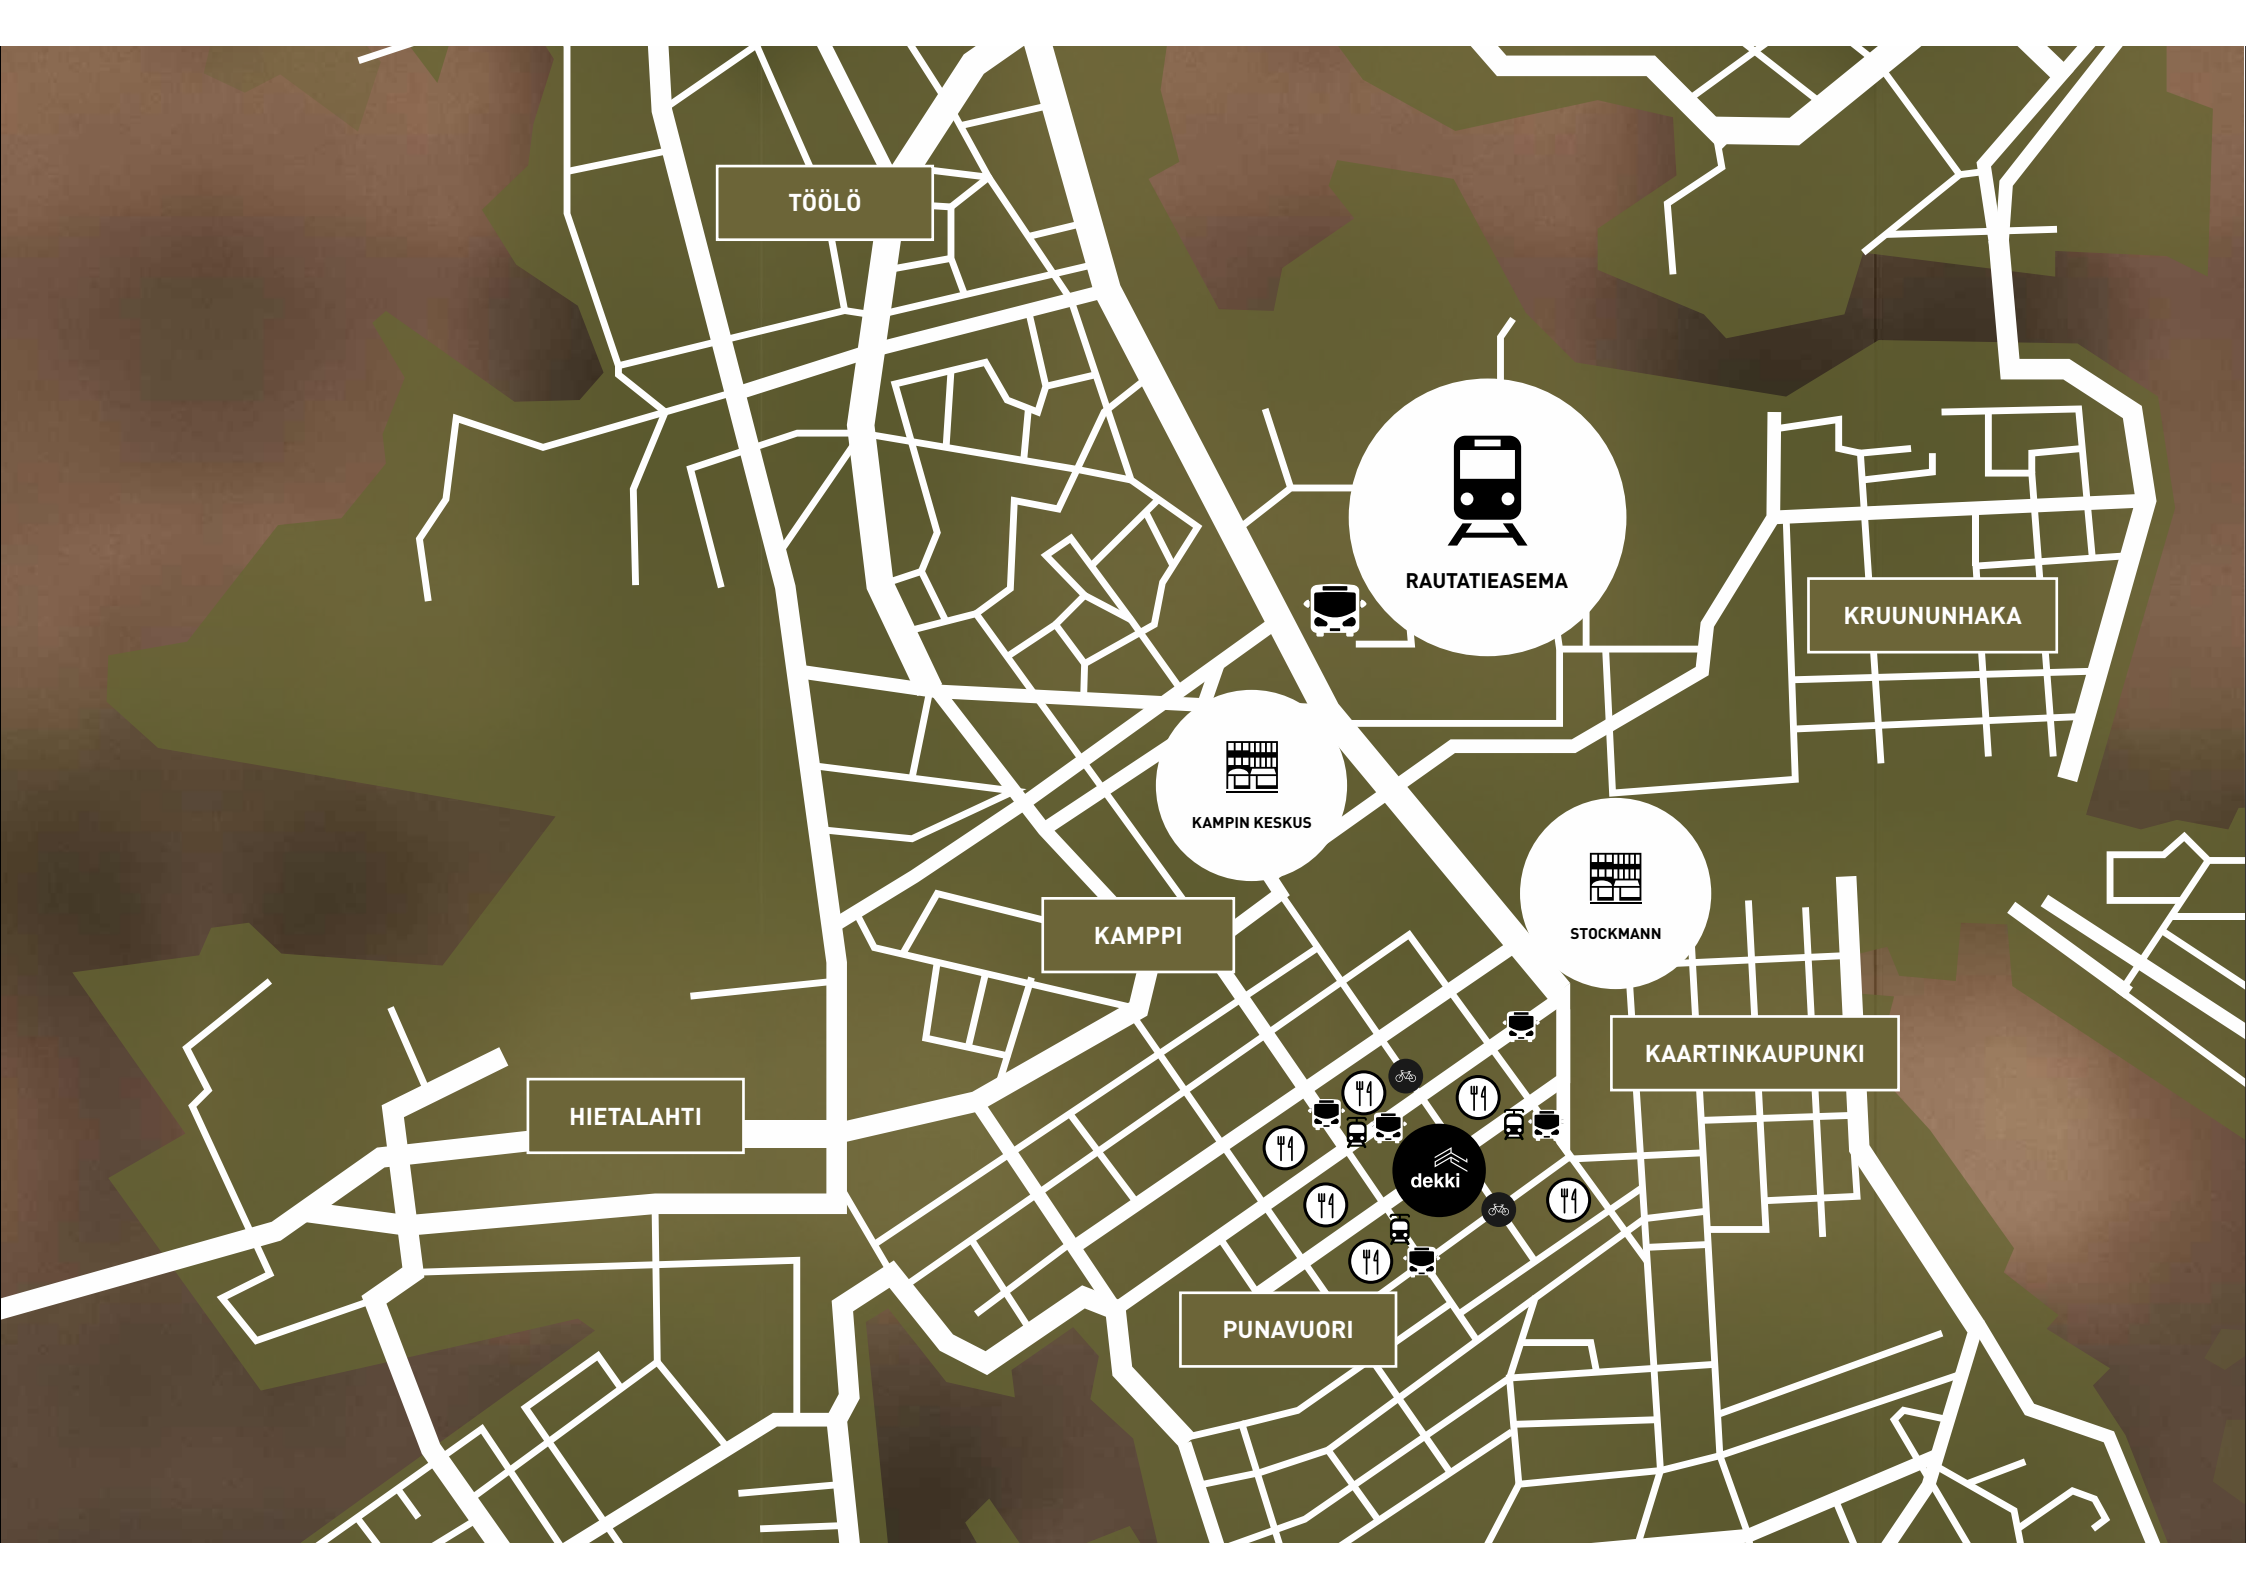 TÖÖLÖ
RAUTATIEASEMA
KRUUNUNHAKA
KAMPIN KESKUS
STOCKMANN
KAMPPI
KAARTINKAUPUNKI
HIETALAHTI
dekki
PUNAVUORI